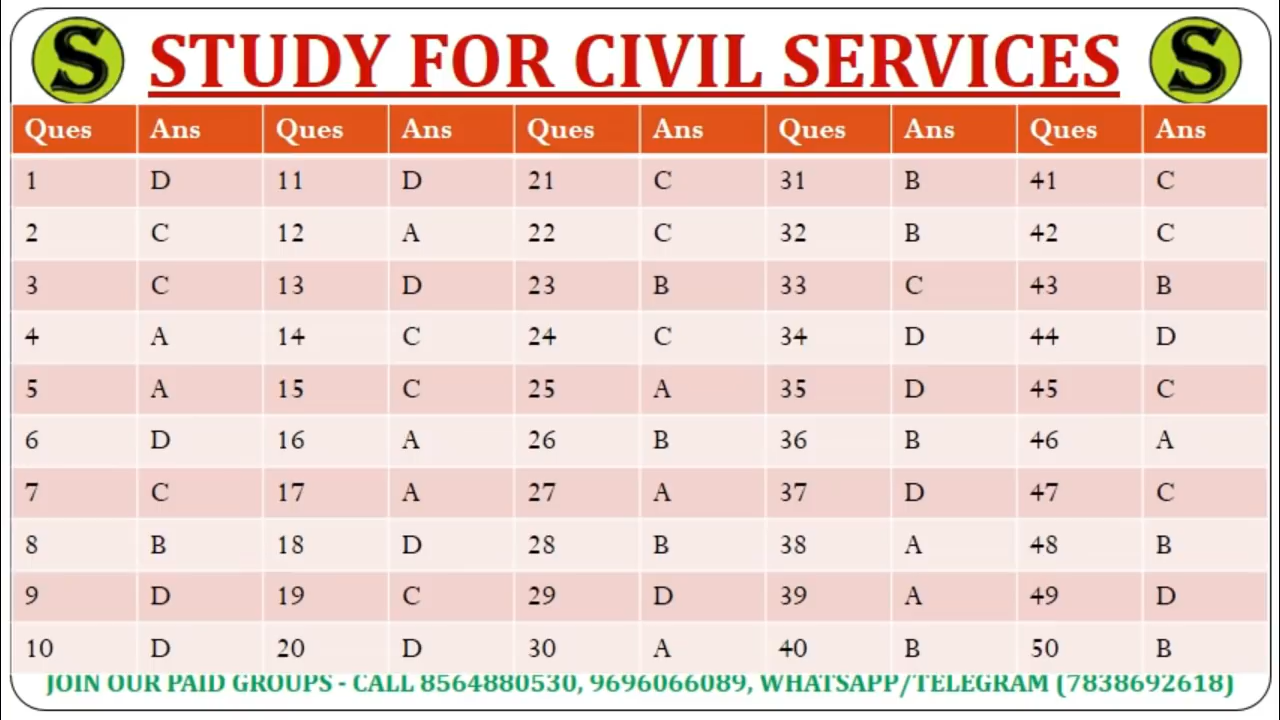 S STUDY FOR CIVIL SERVICES S
Ques Ans Ques Ans Ques Ans Ques Ans Ques Ans
1 D 11 D 21 C 31 B 41 C
2 C 12 A 22 C 32 B 42 C
3 C 13 D 23 B 33 C 43 B
4 A 14 C 24 C 34 D 44 D
5 A 15 C 25 A 35 D 45 C
6 D 16 A 26 B 36 B 46 A
7 C 17 A 27 A 37 D 47 C
8 B 18 D 28 B 38 A 48 B
9 D 19 C 29 D 39 A 49 D
10 D 20 D 30 A 40 B 50 B
JOIN OUR PAID GROUPS - CALL 8564880530, 9696066089, WHATSAPP/TELEGRAM (7838692618)